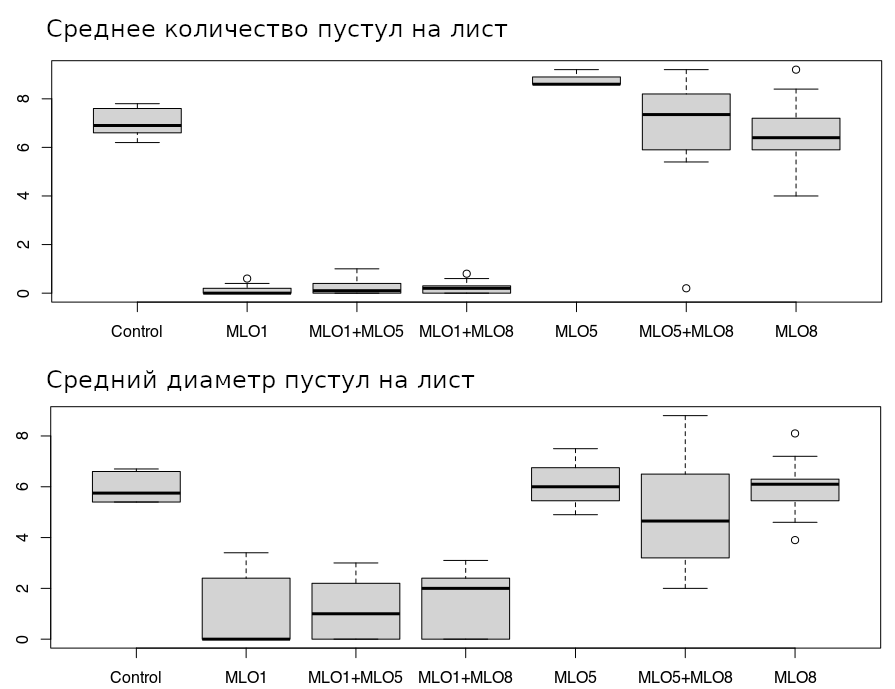 Среднее количество пустул на лист
8
6
4
2
0
Control MLO1 MLO1+MLO5 MLO1+MLO8 MLO5 MLO5+MLO8 MLO8
Средний диаметр пустул на лист
8
6
4
2
0
Control MLO1 MLO1+MLO5 MLO1+MLO8 MLO5 MLO5+MLO8 MLO8